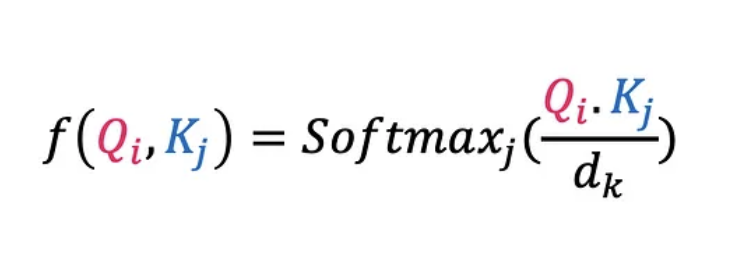 f(Qᵢ, Kⱼ) = Softmaxⱼ(Qᵢ . Kⱼ / dₖ)